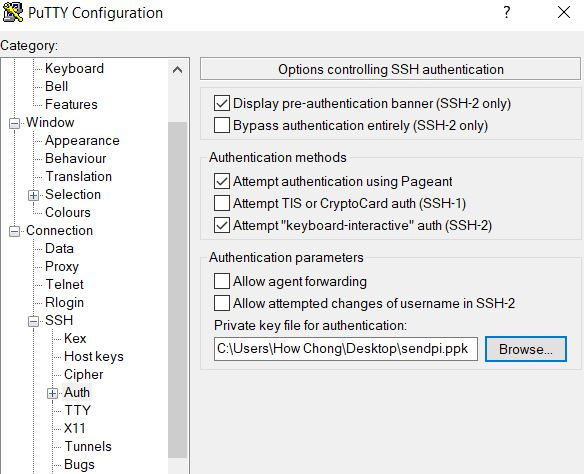 PuTTY Configuration
?
Category:
Keyboard
Bell
Features
Window
Appearance
Behaviour
Translation
Selection
Colours
Connection
Data
Proxy
Telnet
Rlogin
SSH
Kex
Host keys
Cipher
Auth
TTY
X11
Tunnels
Bugs
Options controlling SSH authentication
Display pre-authentication banner (SSH-2 only)
Bypass authentication entirely (SSH-2 only)
Authentication methods
Attempt authentication using Pageant
Attempt TIS or CryptoCard auth (SSH-1)
Attempt "keyboard-interactive" auth (SSH-2)
Authentication parameters
Allow agent forwarding
Allow attempted changes of username in SSH-2
Private key file for authentication:
C:\Users\How Chong\Desktop\sendpi.ppk
Browse...